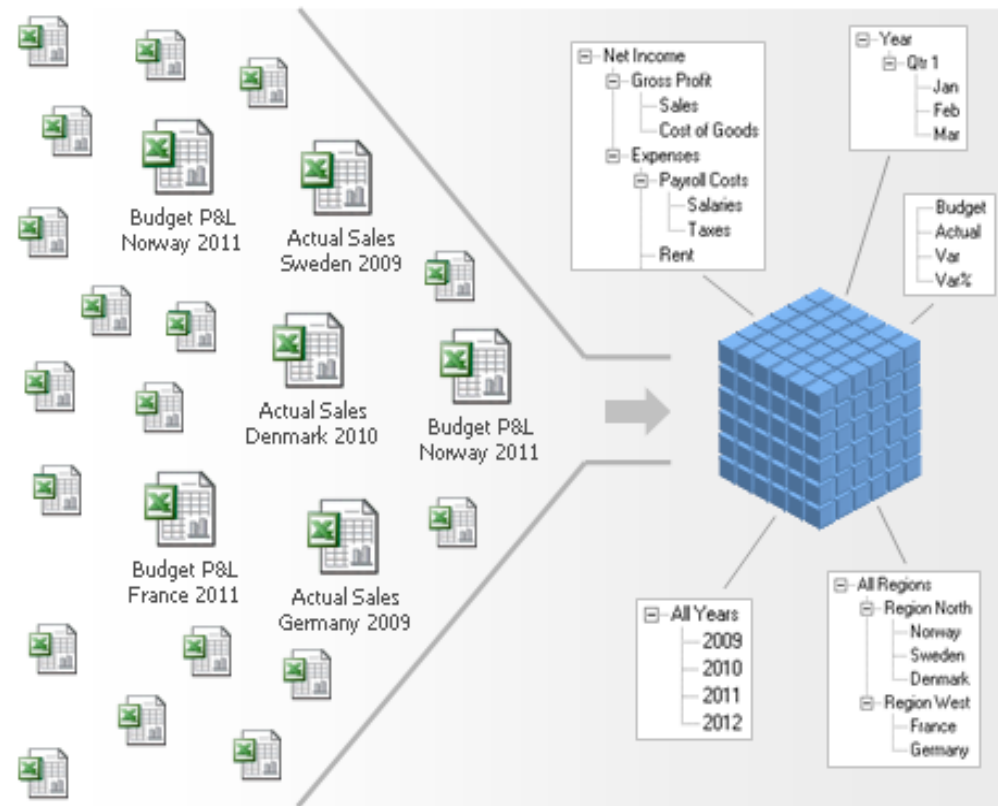 Budget P&L
Norway 2011
Actual Sales
Sweden 2009
Actual Sales
Denmark 2010
Budget P&L
Norway 2011
Budget P&L
France 2011
Actual Sales
Germany 2009
Net Income
Gross Profit
Sales
Cost of Goods
Expenses
Payroll Costs
Salaries
Taxes
Rent
Year
Qtr 1
Jan
Feb
Mar
Budget
Actual
Var
Var%
All Years
2009
2010
2011
2012
All Regions
Region North
Norway
Sweden
Denmark
Region West
France
Germany